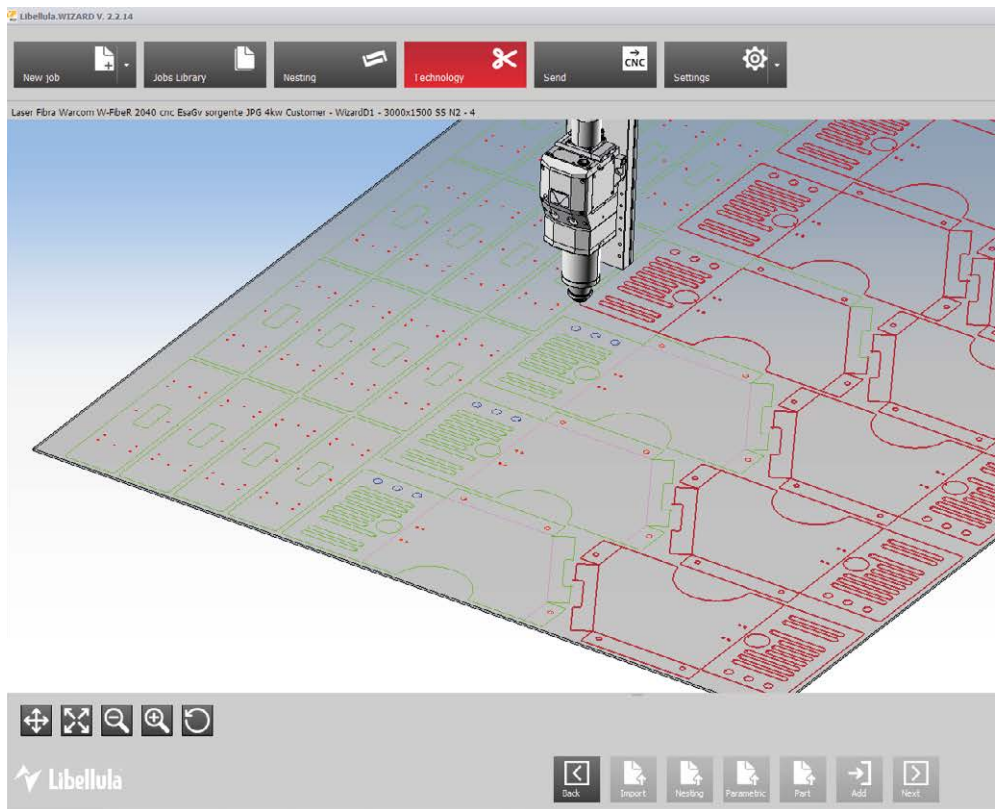 Libellula.WIZARD V. 2.2.14
New job
Jobs Library
Nesting
Technology
Send
CNC
Settings
Laser Fibra Warcom W-FibeR 2040 cnc EsaGv sorgente JPG 4kw Customer - WizardD1 - 3000x1500 SS N2 - 4
Libellula
Back
Import
Nesting
Parametric
Part
Add
Next